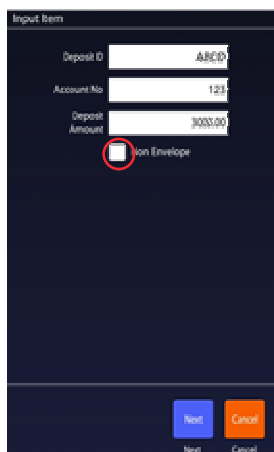 Input Item
Deposit ID ABCD
Account No 123
Deposit Amount 3000.00
Non Envelope
Next Cancel
Next Cancel